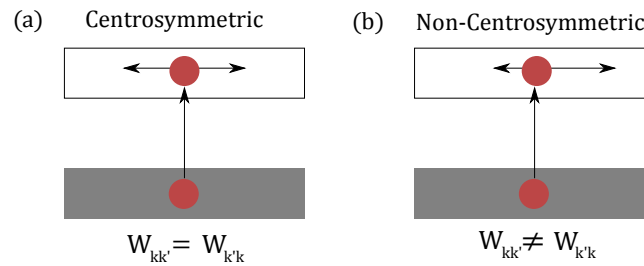 (a) Centrosymmetric
(b) Non-Centrosymmetric
W_kk' = W_k'k
W_kk' ≠ W_k'k